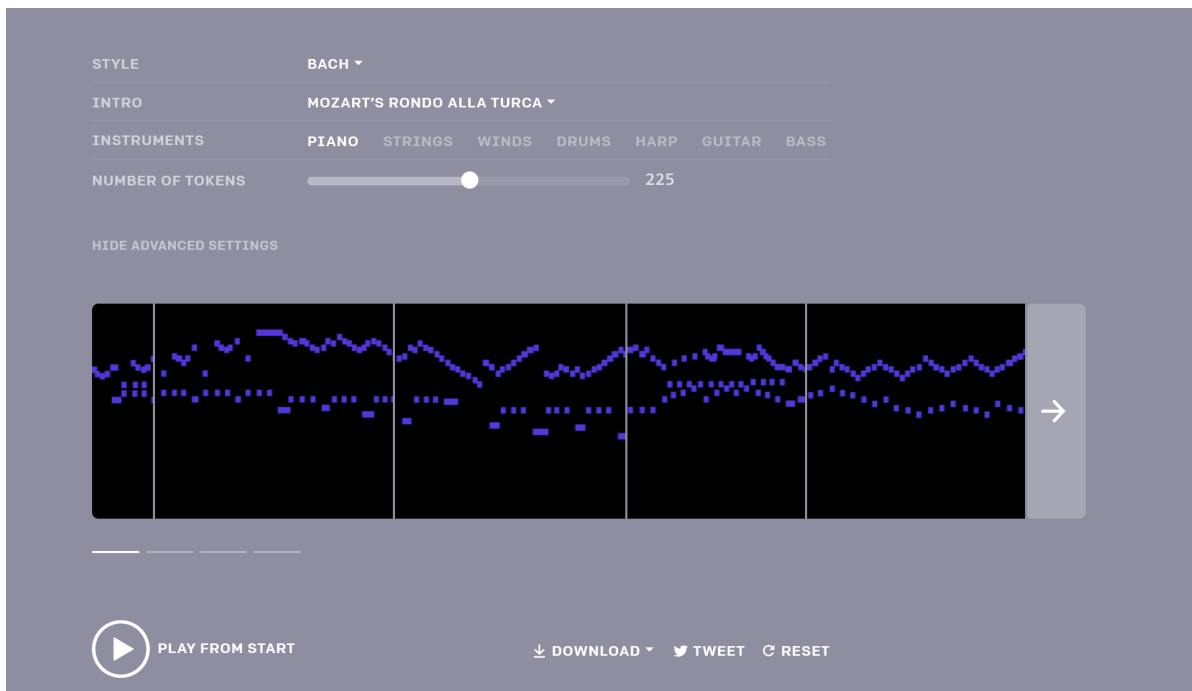 STYLE BACH
INTRO MOZART'S RONDO ALLA TURCA
INSTRUMENTS PIANO STRINGS WINDS DRUMS HARP GUITAR BASS
NUMBER OF TOKENS 225
HIDE ADVANCED SETTINGS
PLAY FROM START DOWNLOAD TWEET RESET